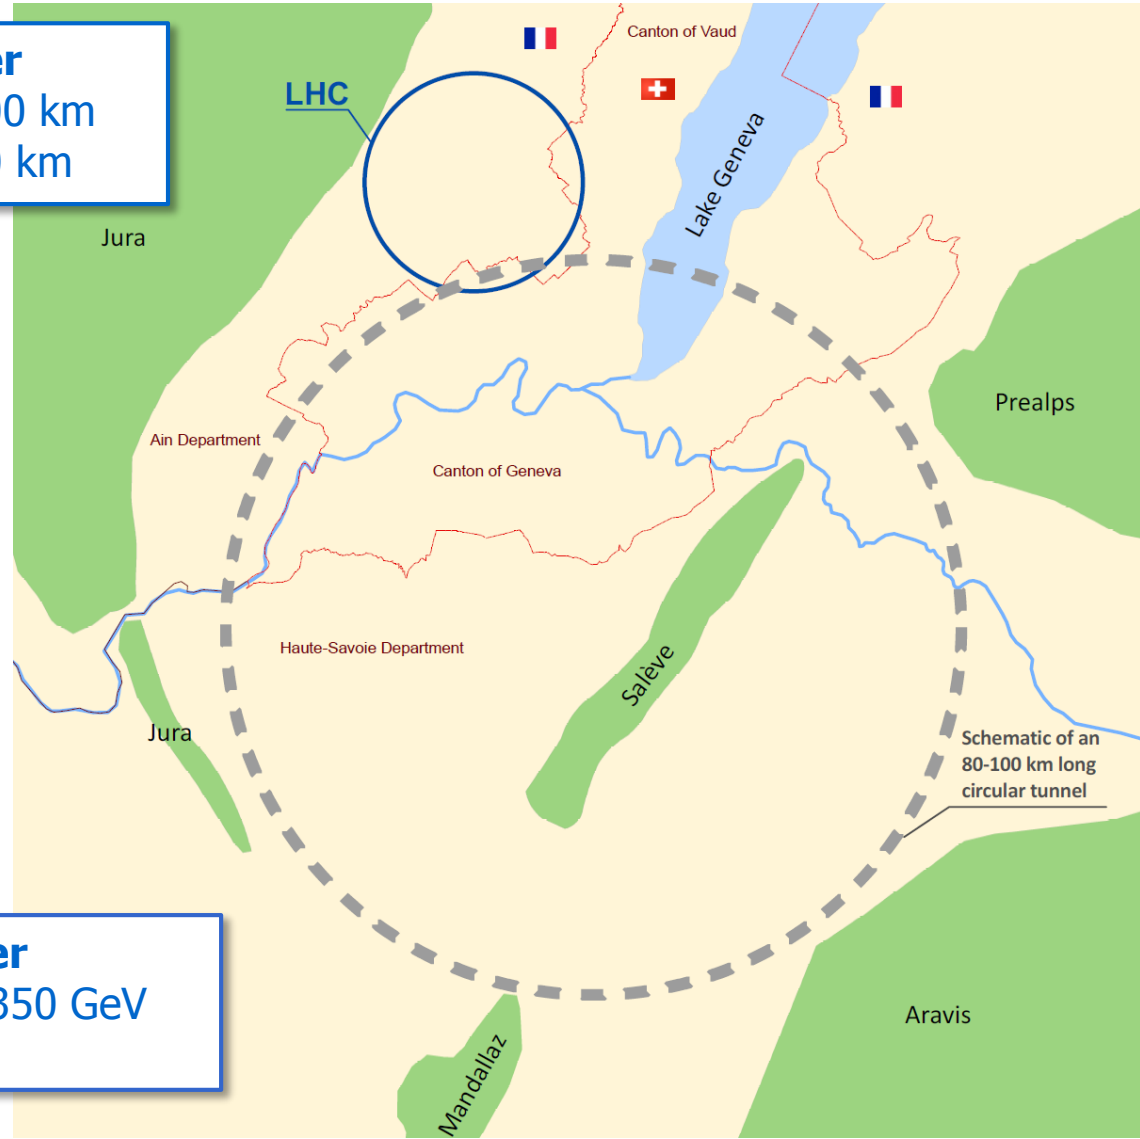 er
00 km
km
Canton of Vaud
LHC
Lake Geneva
Jura
Prealps
Ain Department
Canton of Geneva
Haute-Savoie Department
Salève
Jura
Schematic of an
80-100 km long
circular tunnel
er
350 GeV
Aravis
Mandallaz